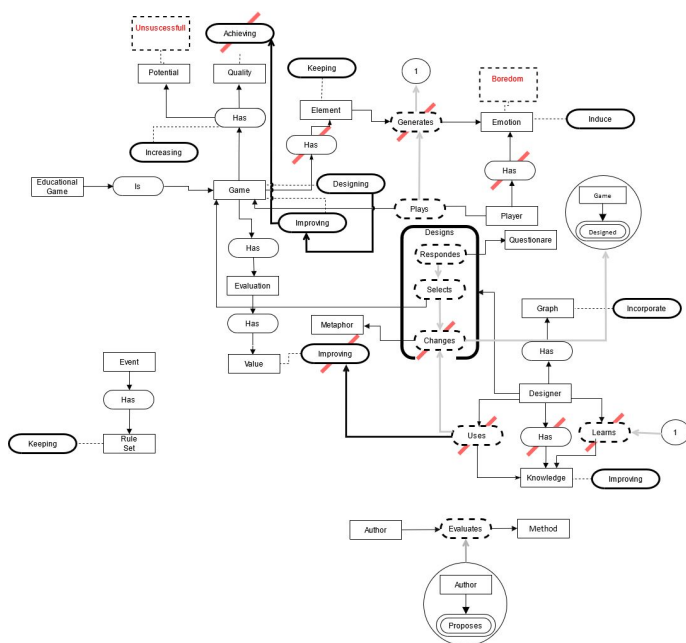 Unsuscessfull
Achieving
Potential
Quality
Keeping
1
Boredom
Element
Has
Generates
Emotion
Induce
Has
Increasing
Has
Educational
Game
Is
Game
Designing
Improving
Plays
Player
Game
Designed
Designs
Respondes
Questionare
Has
Evaluation
Selects
Has
Metaphor
Changes
Graph
Incorporate
Value
Improving
Has
Event
Has
Designer
Rule
Set
Keeping
Uses
Has
Learns
1
Knowledge
Improving
Author
Evaluates
Method
Author
Proposes